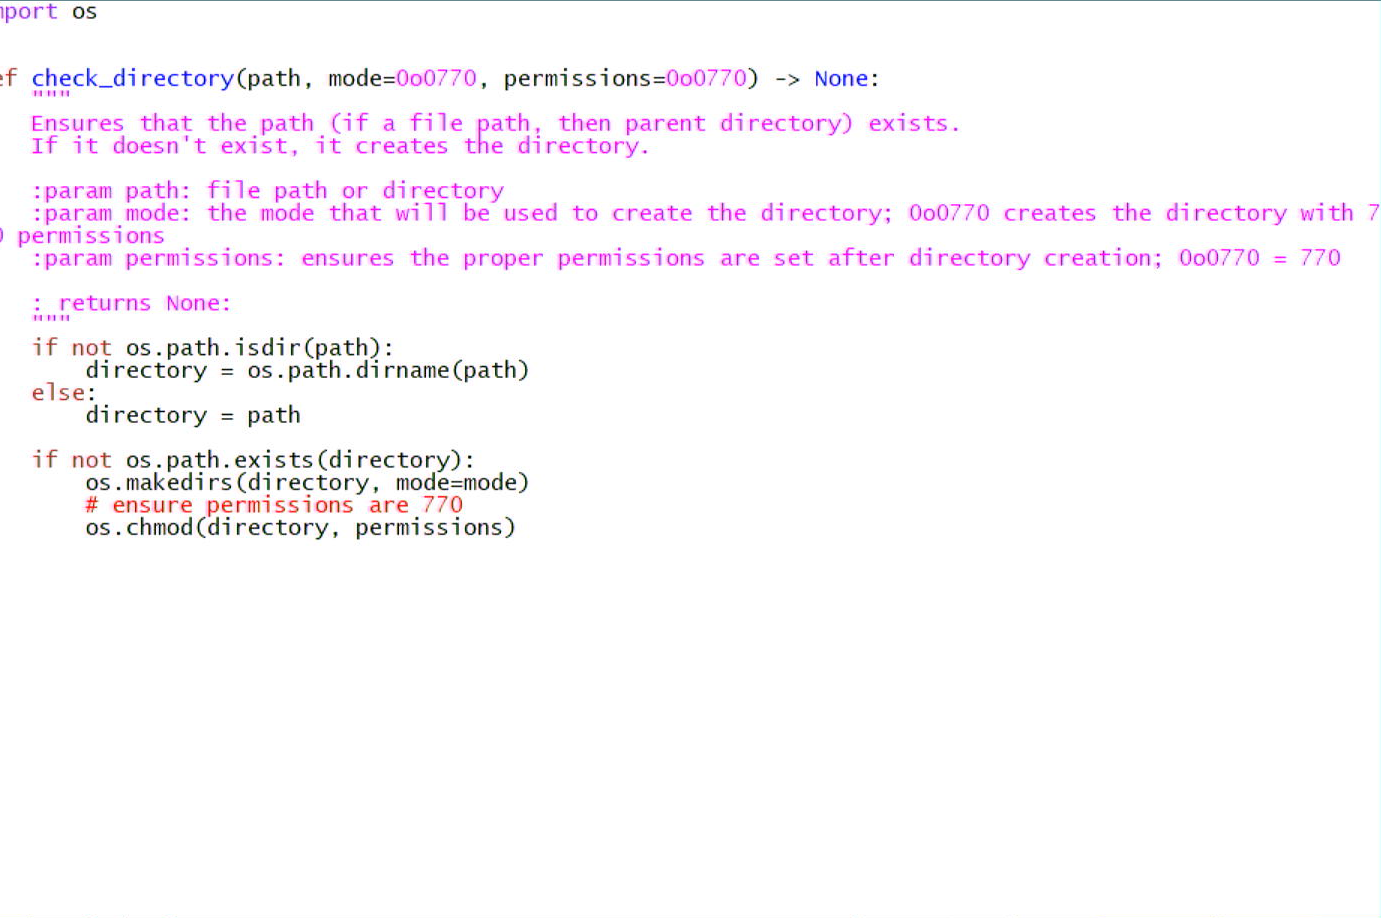 mport os
ef check_directory(path, mode=0o0770, permissions=0o0770) -> None:
    """
    Ensures that the path (if a file path, then parent directory) exists.
    If it doesn't exist, it creates the directory.
    :param path: file path or directory
    :param mode: the mode that will be used to create the directory; 0o0770 creates the directory with 7
0 permissions
    :param permissions: ensures the proper permissions are set after directory creation; 0o0770 = 770
    : returns None:
    """
    if not os.path.isdir(path):
        directory = os.path.dirname(path)
    else:
        directory = path
    if not os.path.exists(directory):
        os.makedirs(directory, mode=mode)
        # ensure permissions are 770
        os.chmod(directory, permissions)